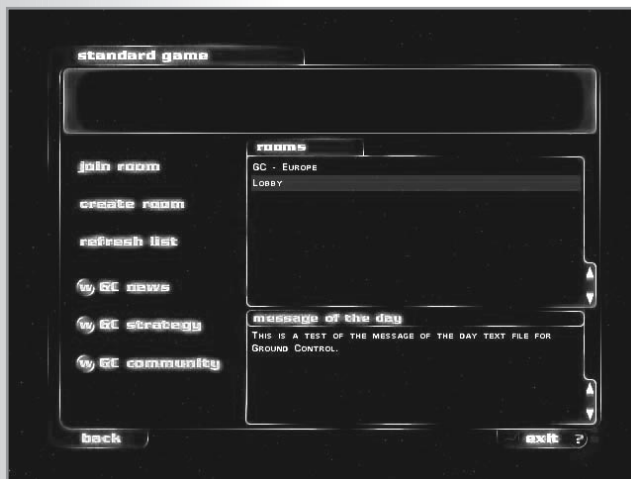 standard game
join room
create room
refresh list
W GC news
W GC strategy
W GC community
rooms
GC - EUROPE
LOBBY
message of the day
THIS IS A TEST OF THE MESSAGE OF THE DAY TEXT FILE FOR
GROUND CONTROL.
back
exit ?